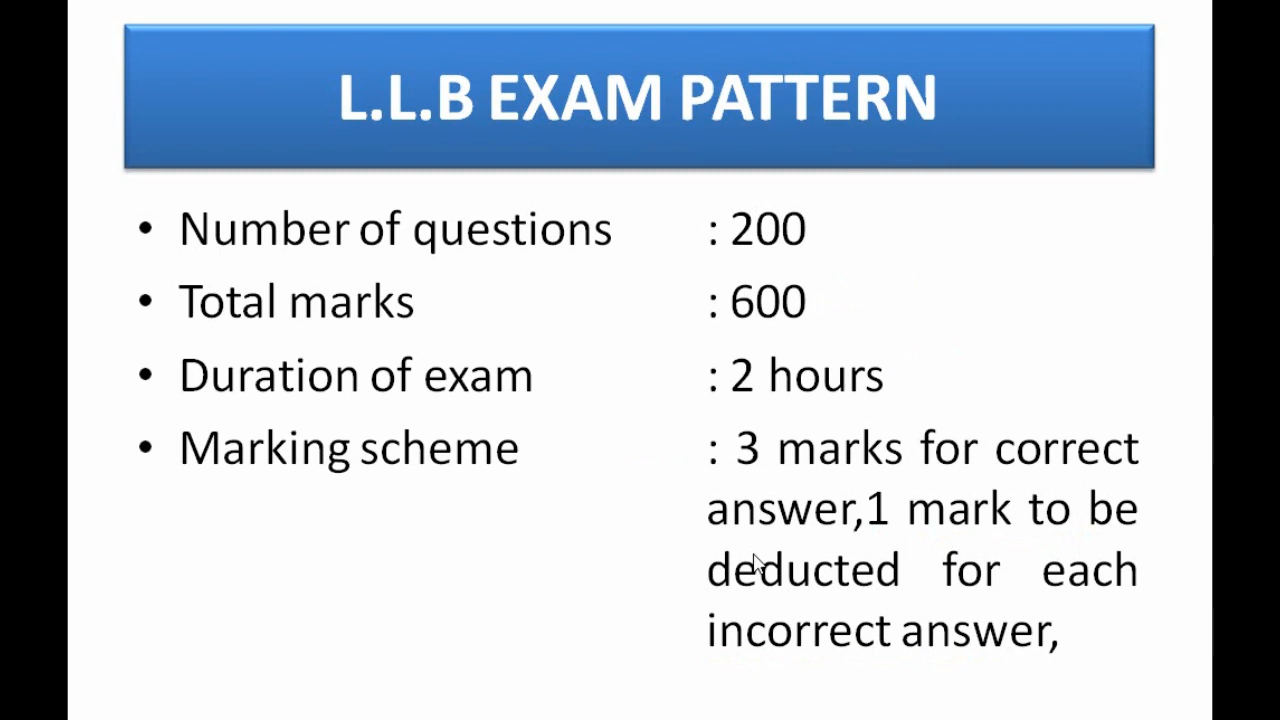 L.L.B EXAM PATTERN
• Number of questions : 200
• Total marks : 600
• Duration of exam : 2 hours
• Marking scheme : 3 marks for correct
answer,1 mark to be
deducted for each
incorrect answer,